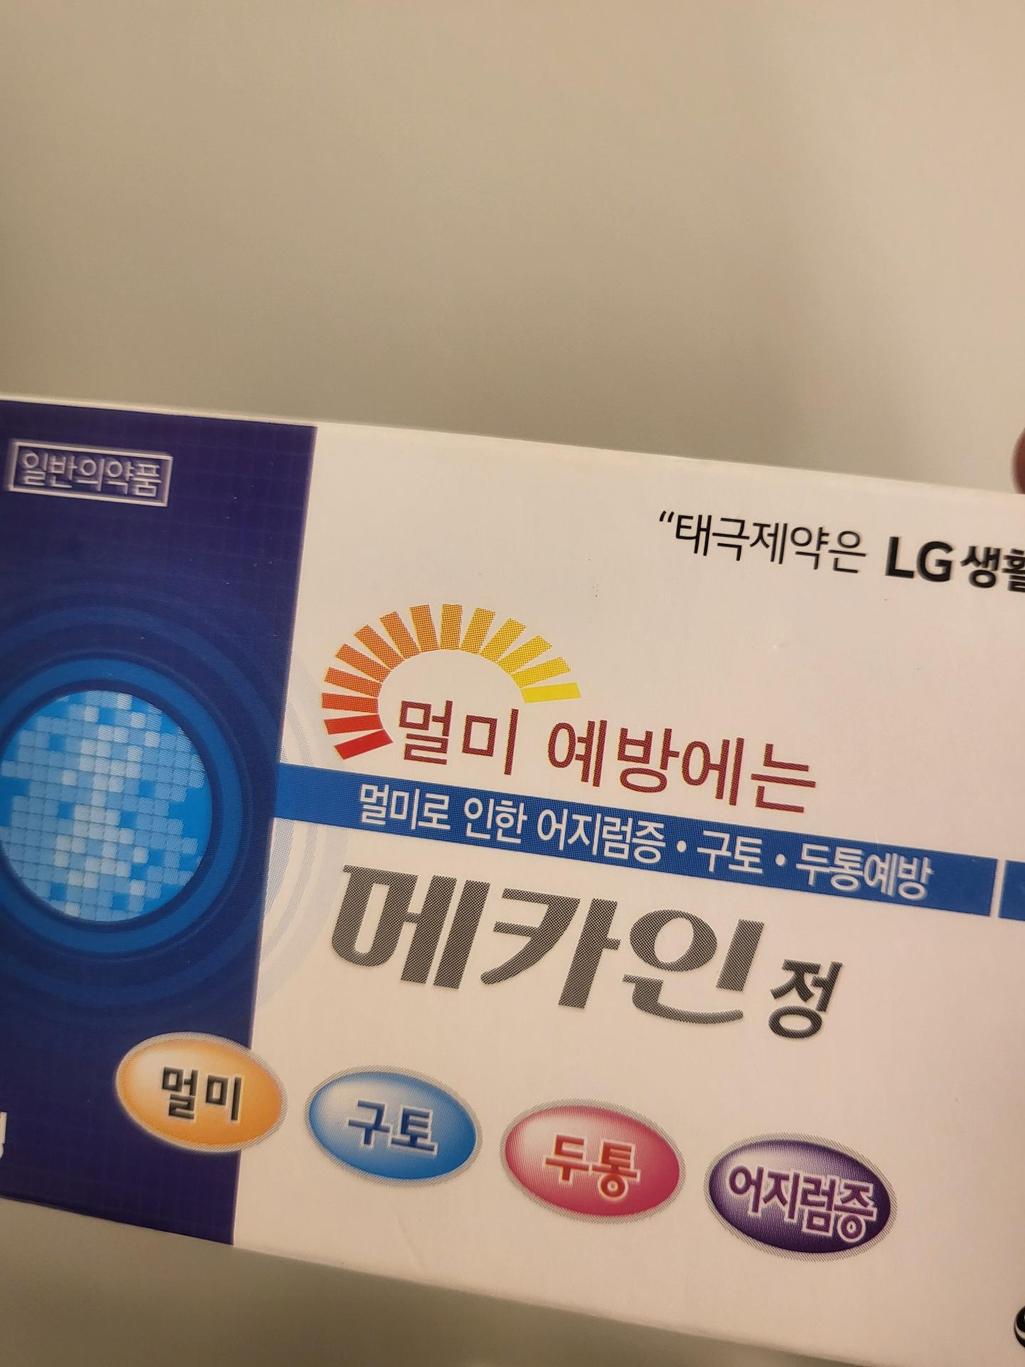 일반의약품
"태극제약은 LG생활
멀미 예방에는
멀미로 인한 어지럼증 • 구토 • 두통예방
메카인정
멀미
구토
두통
어지럼증